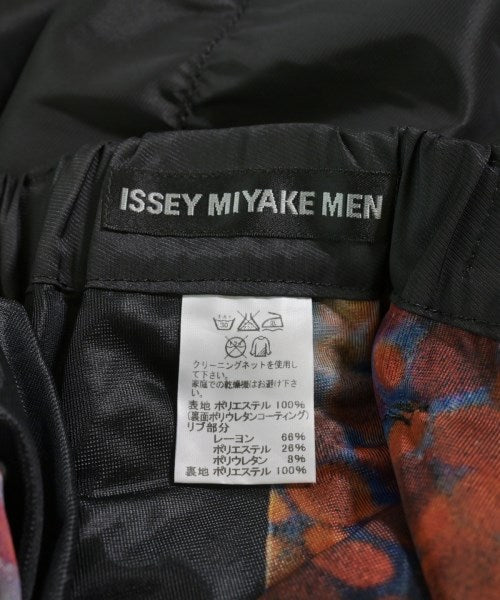 ISSEY MIYAKE MEN
クリーニングネットを使用し
て下さい。
家庭での乾燥機はお避け下さ
い。
表地 ポリエステル 100%
(裏面ポリウレタンコーティング)
リブ部分
レーヨン 66%
ポリエステル 26%
ポリウレタン 8%
裏地 ポリエステル 100%